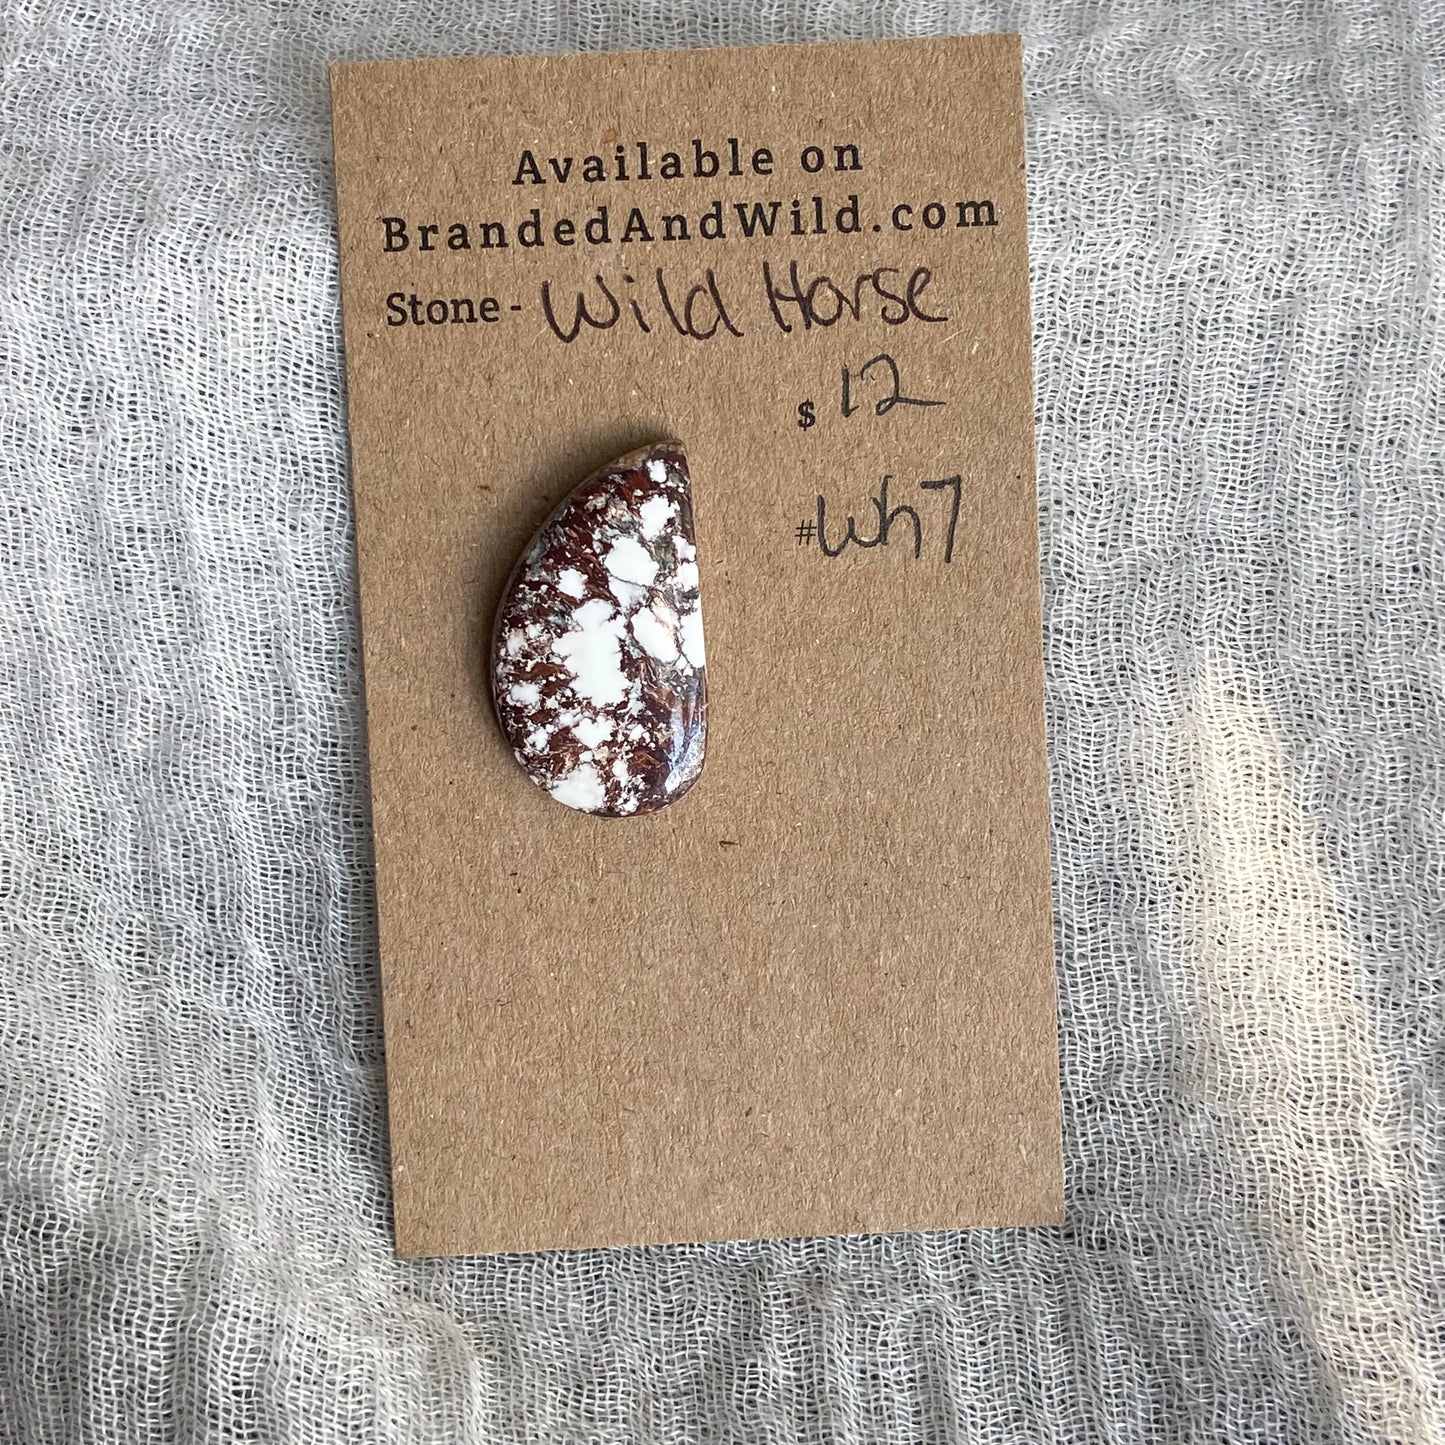 Available on
BrandedAndWild.com
Stone - Wild Horse
$ 12
#Wh7